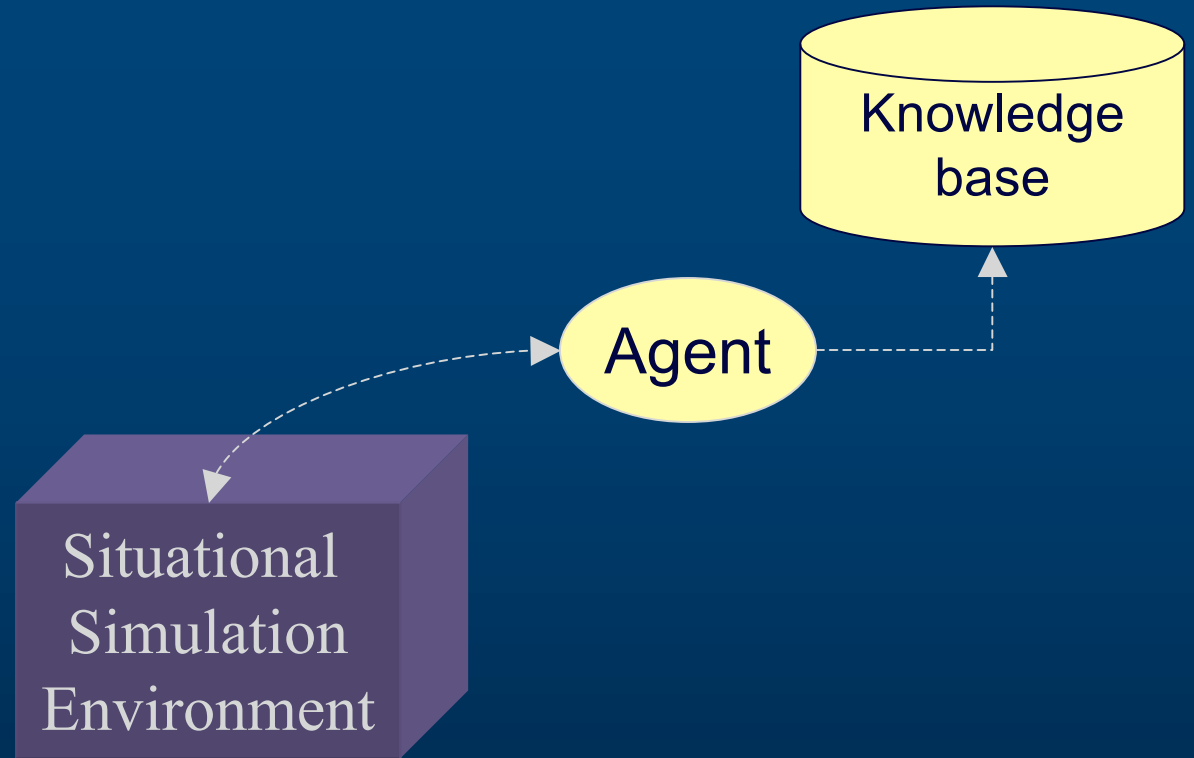 Knowledge
base
Agent
Situational
Simulation
Environment